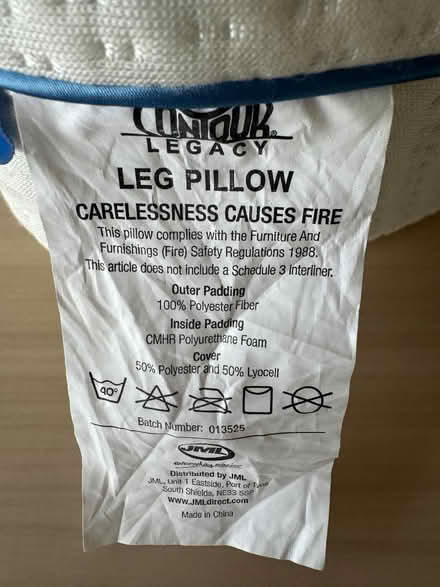 CONTOUR®
LEGACY
LEG PILLOW
CARELESSNESS CAUSES FIRE
This pillow complies with the Furniture And
Furnishings (Fire) Safety Regulations 1988.
This article does not include a Schedule 3 Interliner.
Outer Padding
100% Polyester Fiber
Inside Padding
CMHR Polyurethane Foam
Cover
50% Polyester and 50% Lyocell
40°
Batch Number: 013525
JML
Distributed by JML
JML, Unit 1 Eastside, Port of Tyne
South Shields, NE33 5SP
www.JMLdirect.com
Made in China